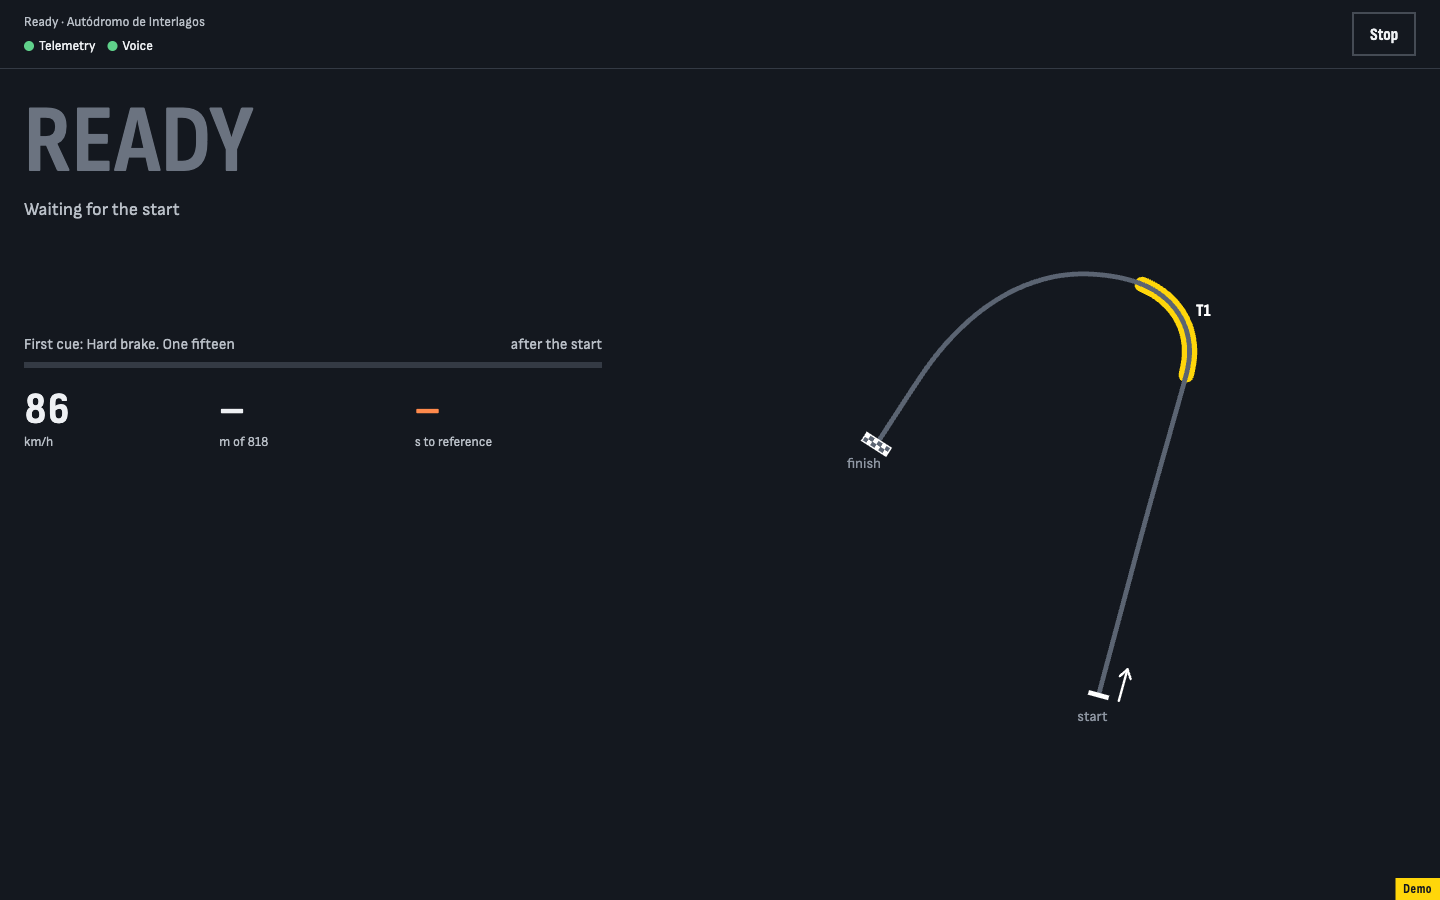 Ready · Autódromo de Interlagos
Telemetry Voice
Stop
READY
Waiting for the start
First cue: Hard brake. One fifteen after the start
86
km/h
—
m of 818
—
s to reference
T1
finish
start
Demo